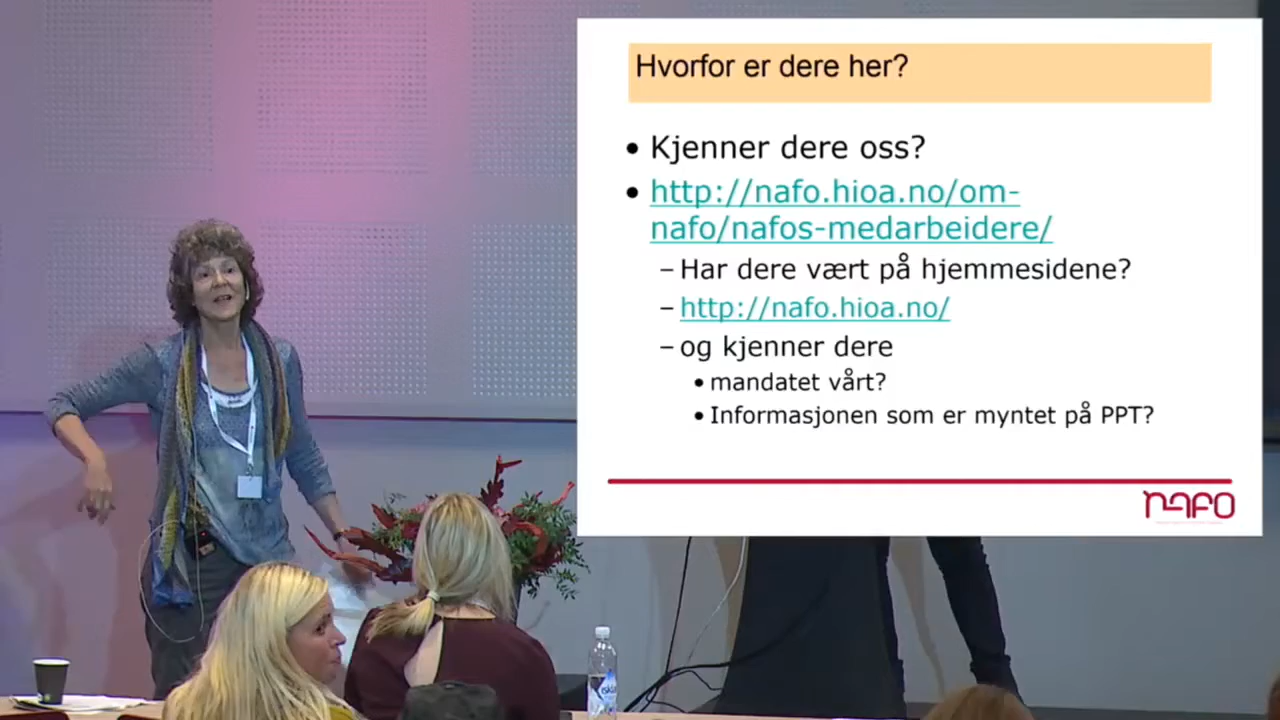 Hvorfor er dere her?
• Kjenner dere oss?
• http://nafo.hioa.no/om-
nafo/nafos-medarbeidere/
– Har dere vært på hjemmesidene?
– http://nafo.hioa.no/
– og kjenner dere
• mandatet vårt?
• Informasjonen som er myntet på PPT?
NAFO